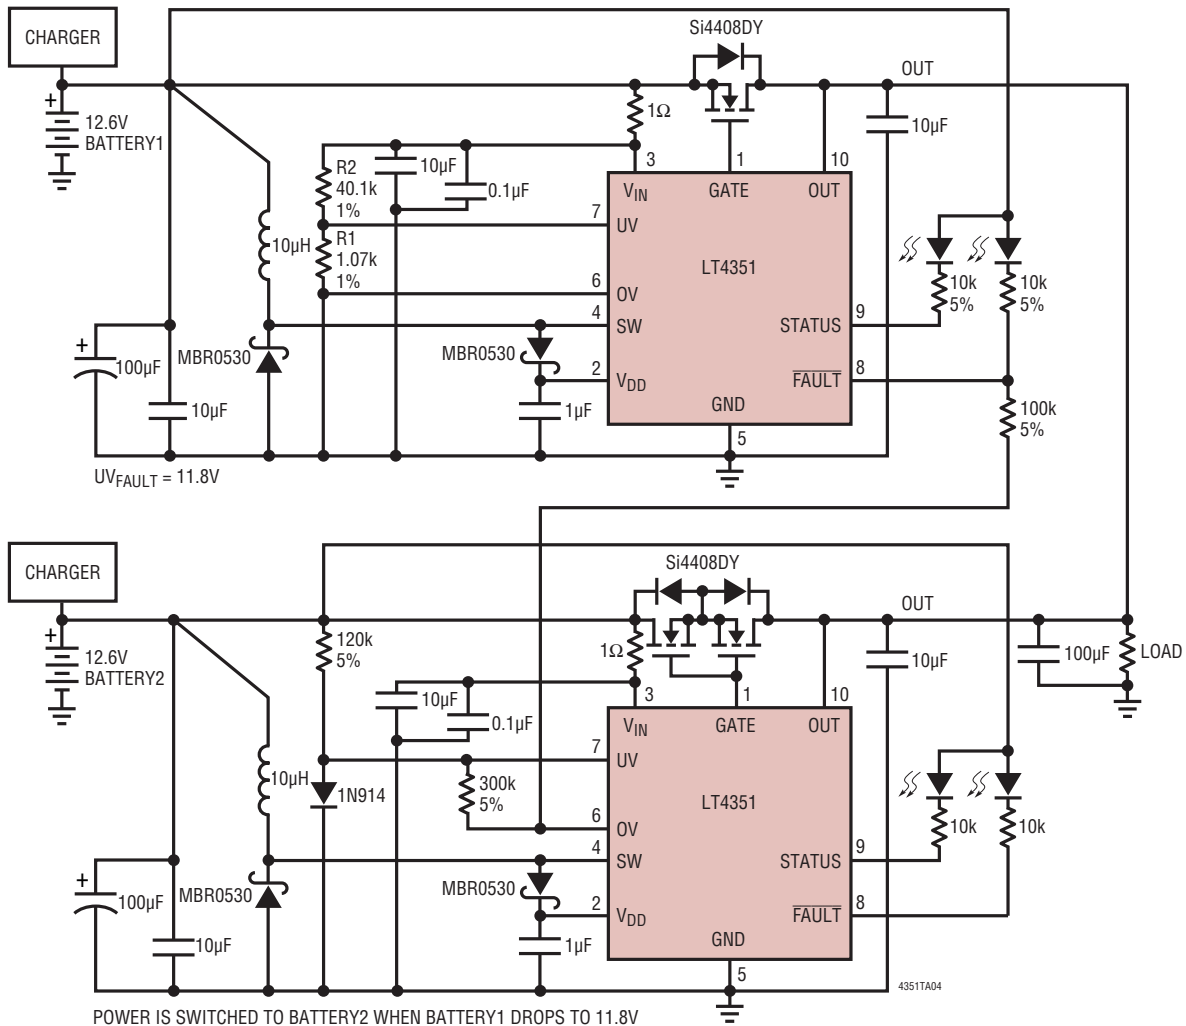 CHARGER
Si4408DY
OUT
+
12.6V
BATTERY1
1Ω
10µF
R2
40.1k
1%
10µF
0.1µF
3
1
10
VIN
GATE
OUT
7
UV
10µH
R1
1.07k
1%
LT4351
6
OV
10k
5%
10k
5%
4
SW
STATUS
9
+
100µF
MBR0530
MBR0530
2
VDD
FAULT
8
10µF
1µF
GND
5
100k
5%
UVFAULT = 11.8V
CHARGER
Si4408DY
OUT
+
12.6V
BATTERY2
120k
5%
1Ω
10µF
100µF
LOAD
10µF
0.1µF
3
1
10
VIN
GATE
OUT
7
UV
10µH
1N914
300k
5%
LT4351
6
OV
10k
10k
4
SW
STATUS
9
+
100µF
MBR0530
MBR0530
2
VDD
FAULT
8
10µF
1µF
GND
5
4351TA04
POWER IS SWITCHED TO BATTERY2 WHEN BATTERY1 DROPS TO 11.8V